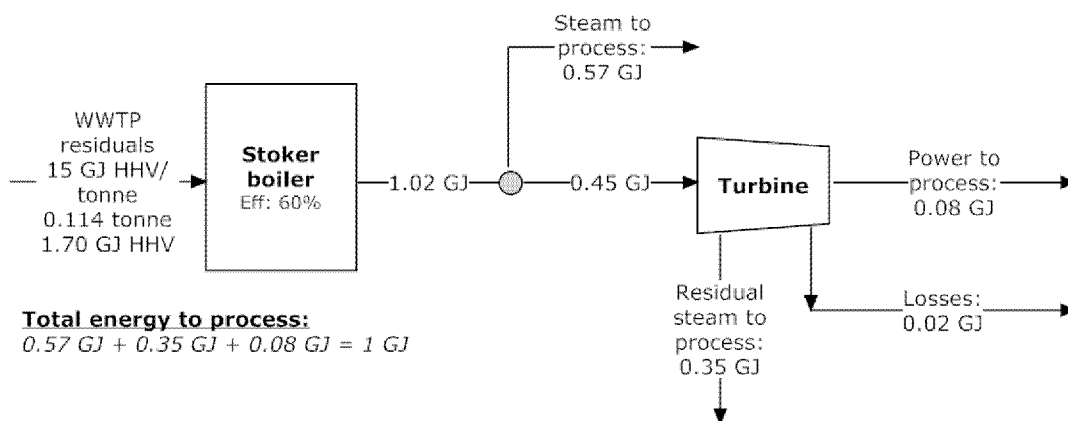 Steam to
process:
0.57 GJ
WWTP
residuals
15 GJ HHV/
tonne
0.114 tonne
1.70 GJ HHV
Stoker
boiler
Eff: 60%
1.02 GJ
0.45 GJ
Turbine
Power to
process:
0.08 GJ
Residual
steam to
process:
0.35 GJ
Losses:
0.02 GJ
Total energy to process:
0.57 GJ + 0.35 GJ + 0.08 GJ = 1 GJ